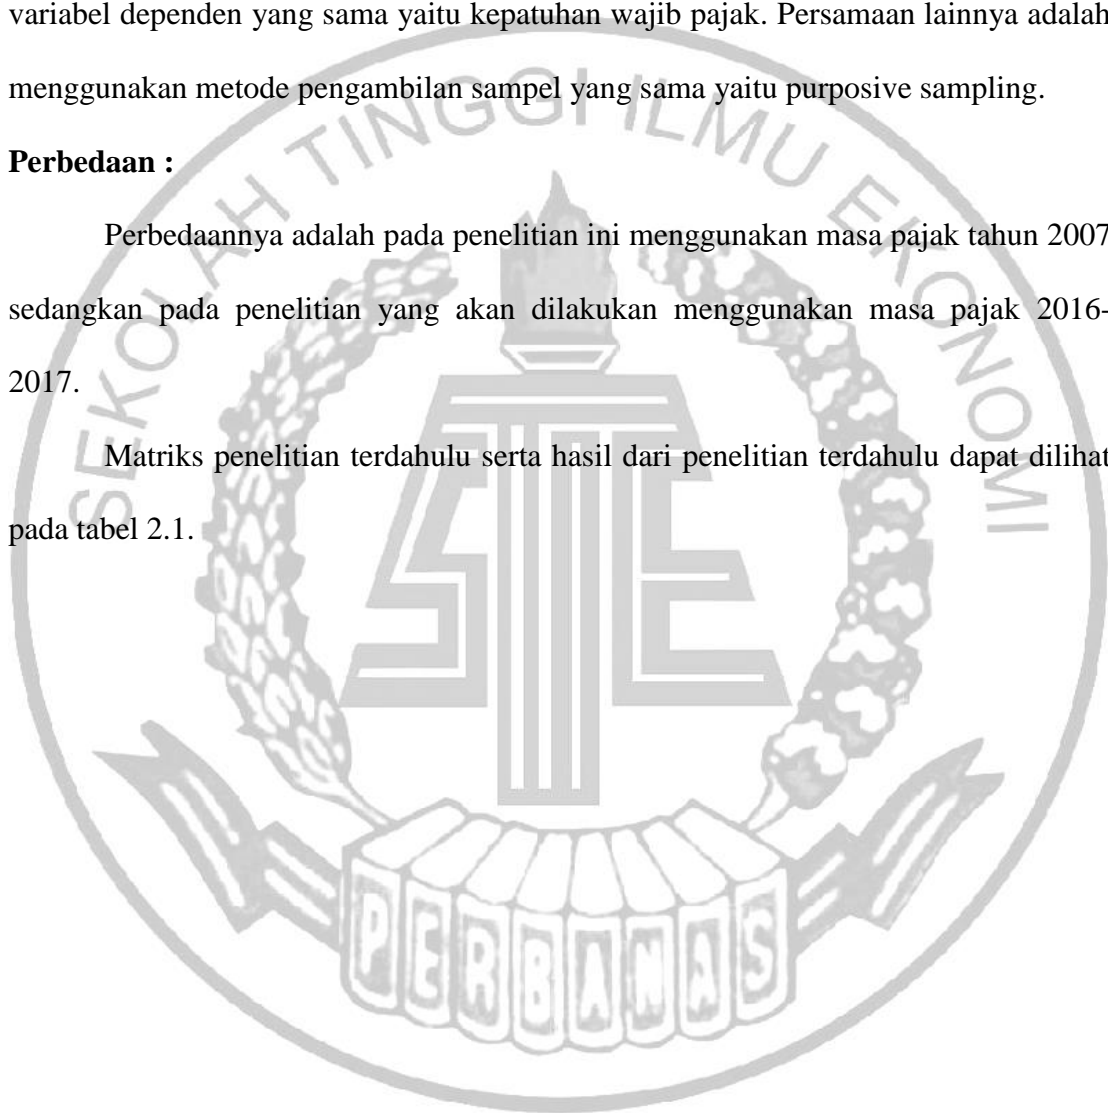 variabel dependen yang sama yaitu kepatuhan wajib pajak. Persamaan lainnya adalah
menggunakan metode pengambilan sampel yang sama yaitu purposive sampling.
Perbedaan :
Perbedaannya adalah pada penelitian ini menggunakan masa pajak tahun 2007
sedangkan pada penelitian yang akan dilakukan menggunakan masa pajak 2016-
2017.
Matriks penelitian terdahulu serta hasil dari penelitian terdahulu dapat dilihat
pada tabel 2.1.
SEKOLAH TINGGI ILMU EKONOMI
STIE
PERBANAS